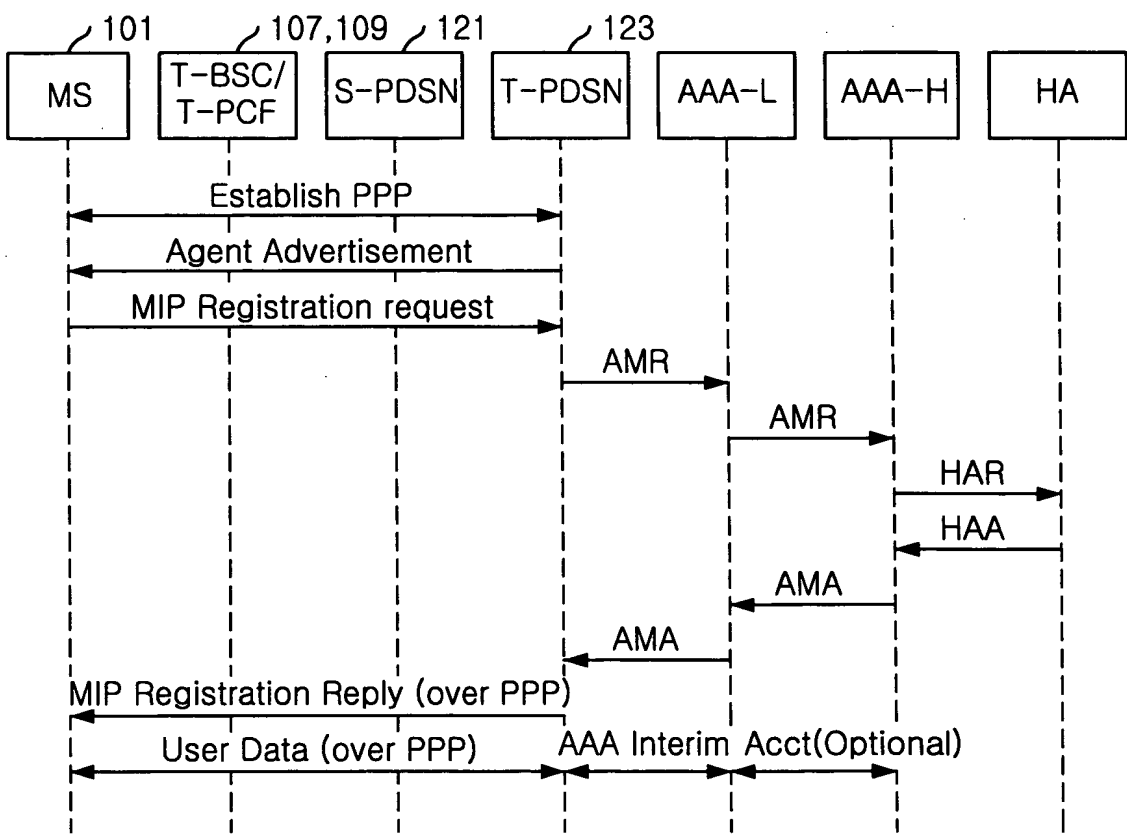 101
107,109
121
123
MS
T-BSC/
T-PCF
S-PDSN
T-PDSN
AAA-L
AAA-H
HA
Establish PPP
Agent Advertisement
MIP Registration request
AMR
AMR
HAR
HAA
AMA
AMA
MIP Registration Reply (over PPP)
User Data (over PPP)
AAA Interim Acct(Optional)